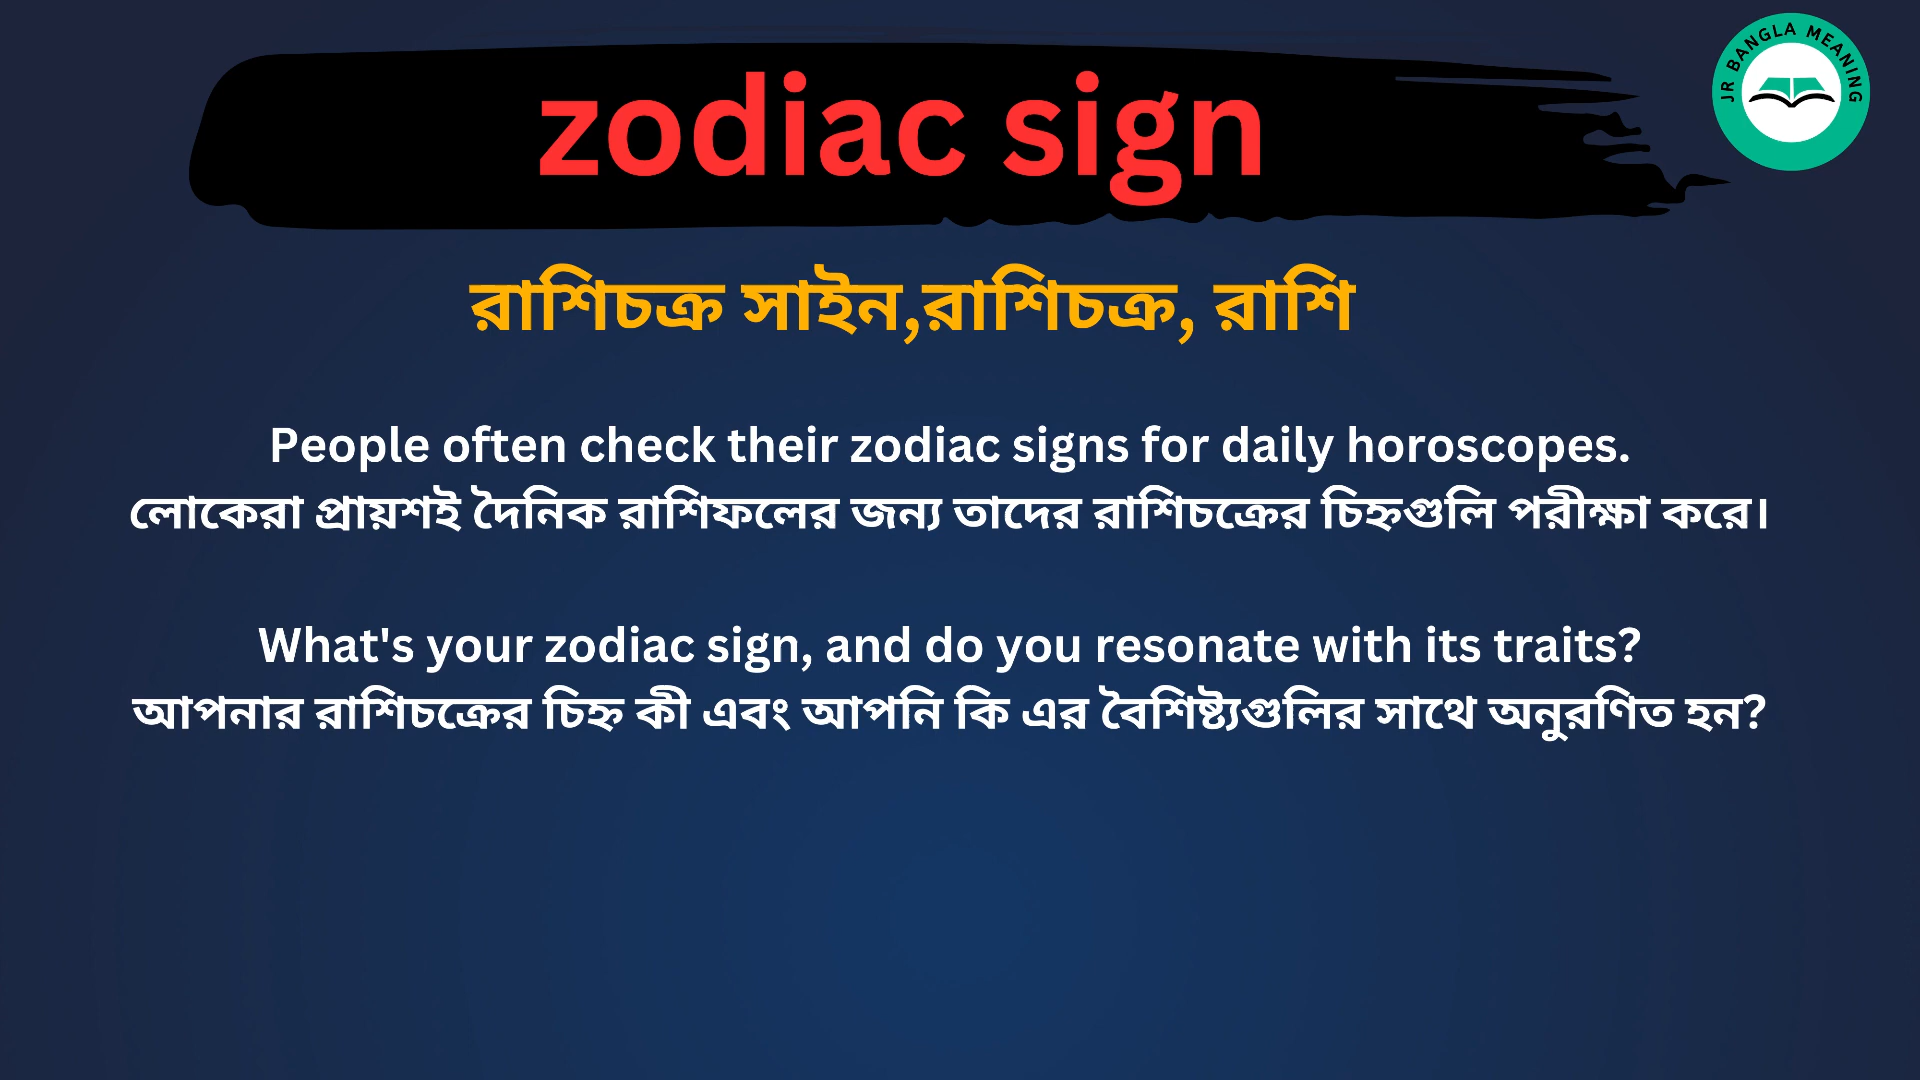 JR BANGLA MEANING
zodiac sign
রাশিচক্র সাইন,রাশিচক্র, রাশি
People often check their zodiac signs for daily horoscopes.
লোকেরা প্রায়শই দৈনিক রাশিফলের জন্য তাদের রাশিচক্রের চিহ্নগুলি পরীক্ষা করে।
What's your zodiac sign, and do you resonate with its traits?
আপনার রাশিচক্রের চিহ্ন কী এবং আপনি কি এর বৈশিষ্ট্যগুলির সাথে অনুরণিত হন?